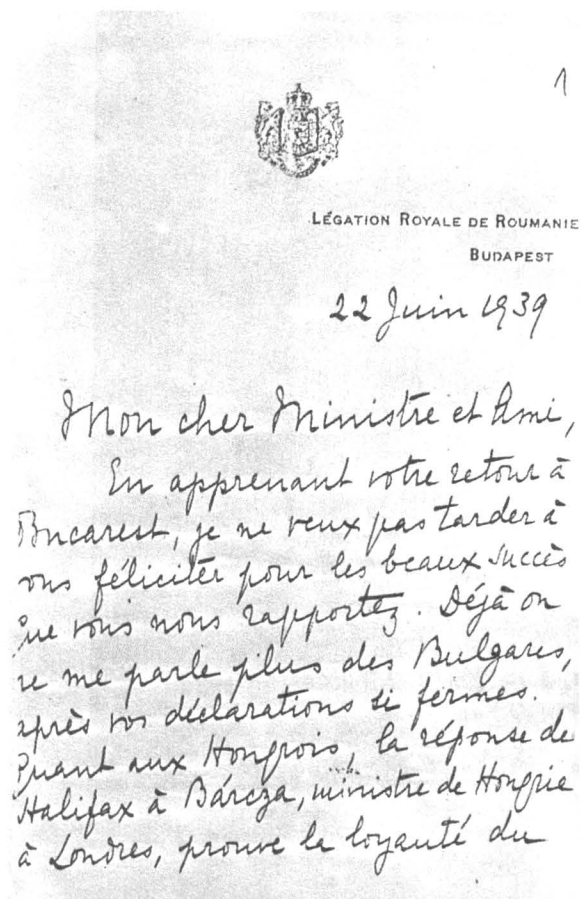 1
LÉGATION ROYALE DE ROUMANIE
BUDAPEST
22 Juin 1939
Mon cher Ministre et Ami,
En apprenant votre retour à
Bucarest, je ne veux pas tarder à
vous féliciter pour les beaux succès
que vous nous rapportez. Déjà on
ne me parle plus des Bulgares,
après vos déclarations si fermes.
Quant aux Hongrois, la réponse de
Halifax à Bárcza, ministre de Hongrie
à Londres, prouve la loyauté du